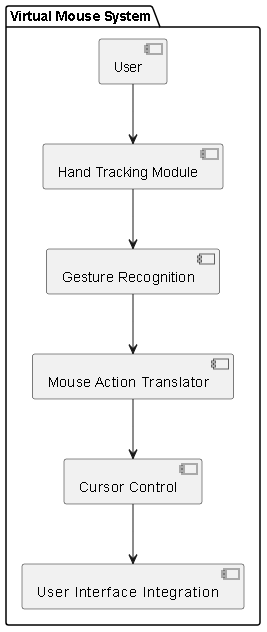 Virtual Mouse System
User
Hand Tracking Module
Gesture Recognition
Mouse Action Translator
Cursor Control
User Interface Integration